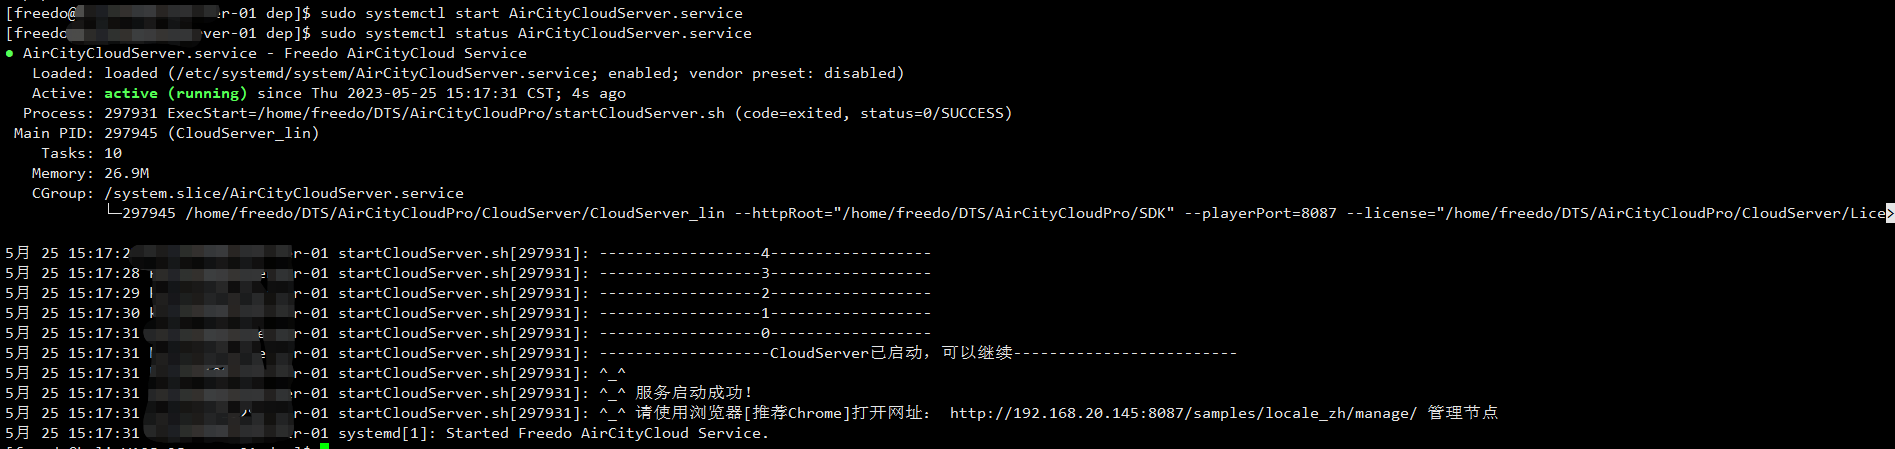 [freedo@ er-01 dep]$ sudo systemctl start AirCityCloudServer.service
[freedo ver-01 dep]$ sudo systemctl status AirCityCloudServer.service
● AirCityCloudServer.service - Freedo AirCityCloud Service
Loaded: loaded (/etc/systemd/system/AirCityCloudServer.service; enabled; vendor preset: disabled)
Active: active (running) since Thu 2023-05-25 15:17:31 CST; 4s ago
Process: 297931 ExecStart=/home/freedo/DTS/AirCityCloudPro/startCloudServer.sh (code=exited, status=0/SUCCESS)
Main PID: 297945 (CloudServer_lin)
Tasks: 10
Memory: 26.9M
CGroup: /system.slice/AirCityCloudServer.service
└─297945 /home/freedo/DTS/AirCityCloudPro/CloudServer/CloudServer_lin --httpRoot="/home/freedo/DTS/AirCityCloudPro/SDK" --playerPort=8087 --license="/home/freedo/DTS/AirCityCloudPro/CloudServer/Lice>
5月 25 15:17:2 r-01 startCloudServer.sh[297931]: ------------------4------------------
5月 25 15:17:28 er-01 startCloudServer.sh[297931]: ------------------3------------------
5月 25 15:17:29 r-01 startCloudServer.sh[297931]: ------------------2------------------
5月 25 15:17:30 r-01 startCloudServer.sh[297931]: ------------------1------------------
5月 25 15:17:31 er-01 startCloudServer.sh[297931]: ------------------0------------------
5月 25 15:17:31 er-01 startCloudServer.sh[297931]: -------------------CloudServer已启动，可以继续-------------------------
5月 25 15:17:31 er-01 startCloudServer.sh[297931]: ^_^
5月 25 15:17:31 er-01 startCloudServer.sh[297931]: ^_^ 服务启动成功！
5月 25 15:17:31 er-01 startCloudServer.sh[297931]: ^_^ 请使用浏览器[推荐Chrome]打开网址： http://192.168.20.145:8087/samples/locale_zh/manage/ 管理节点
5月 25 15:17:31 er-01 systemd[1]: Started Freedo AirCityCloud Service.